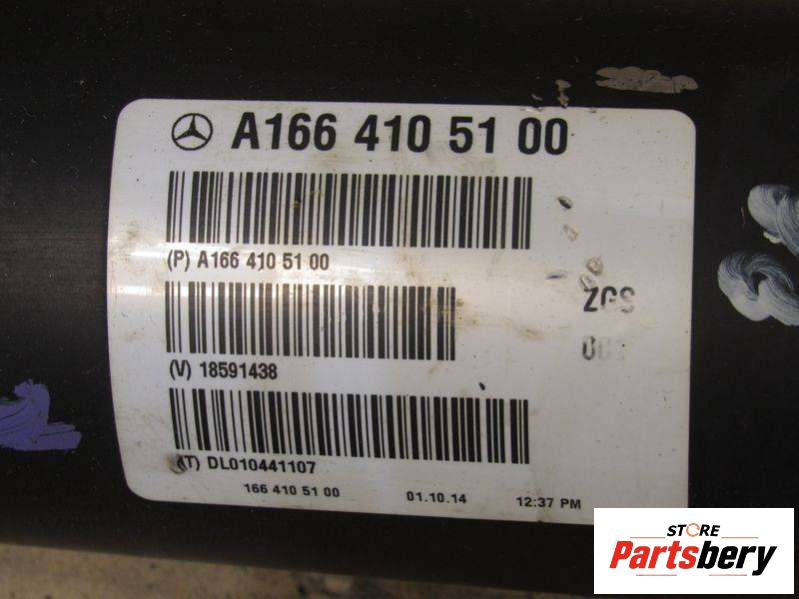 A166 410 51 00
(P) A166 410 51 00
ZGS
(V) 18591438
(T) DL010441107
166 410 51 00 01.10.14 12:37 PM
STORE
Partsbery